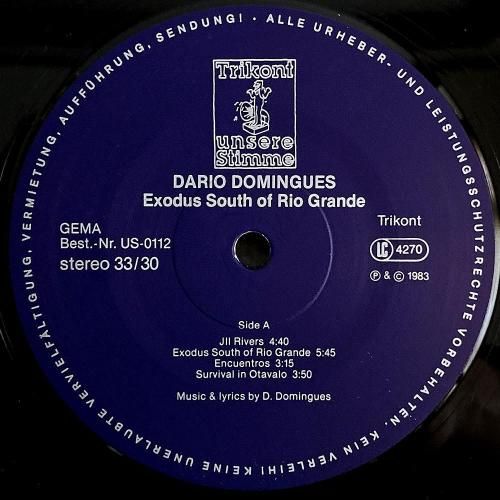 ALLE URHEBER- UND LEISTUNGSSCHUTZRECHTE VORBEHALTEN. KEIN VERLEIH! KEINE UNERLAUBTE VERVIELFÄLTIGUNG, VERMIETUNG, AUFFÜHRUNG, SENDUNG! ·
Trikont
unsere
Stimme
DARIO DOMINGUES
Exodus South of Rio Grande
GEMA
Best.-Nr. US-0112
stereo 33/30
Trikont
LC 4270
Ⓟ & © 1983
Side A
JII Rivers 4:40
Exodus South of Rio Grande 5:45
Encuentros 3:15
Survival in Otavalo 3:50
Music & lyrics by D. Domingues